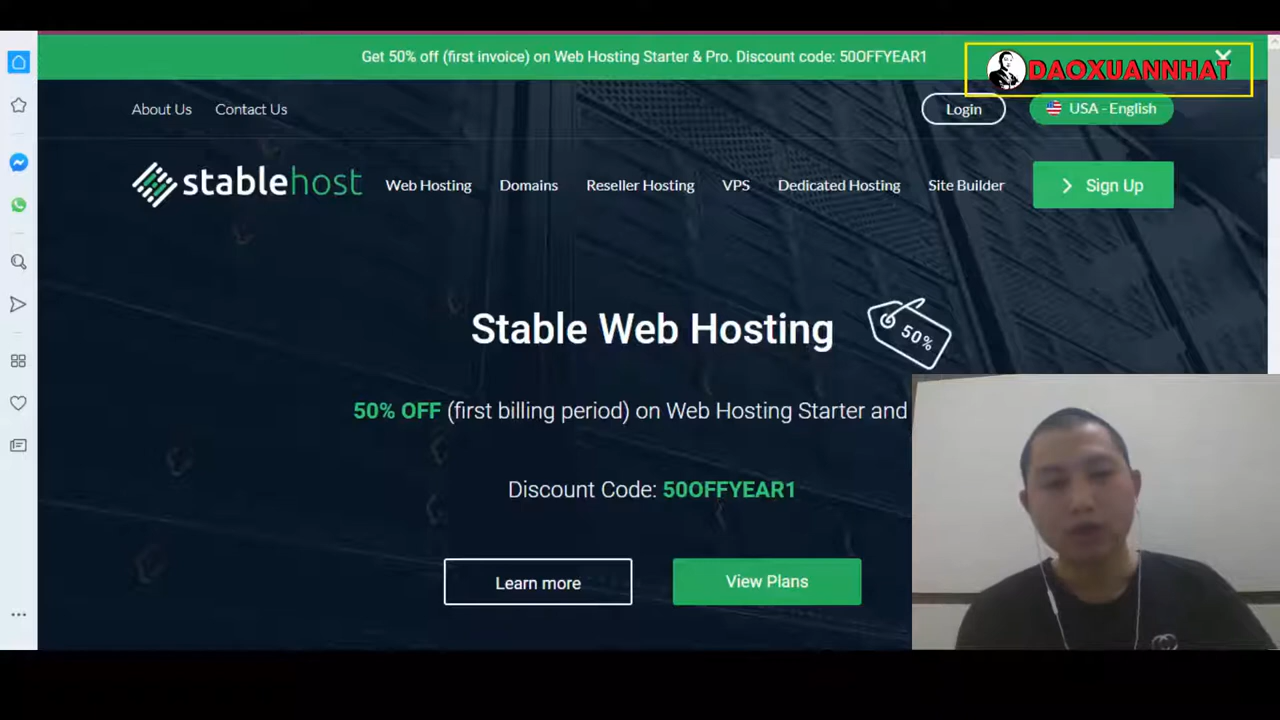 Get 50% off (first invoice) on Web Hosting Starter & Pro. Discount code: 50OFFYEAR1
DAOXUANNHAT
About Us Contact Us Login USA - English
stablehost Web Hosting Domains Reseller Hosting VPS Dedicated Hosting Site Builder Sign Up
Stable Web Hosting
50%
50% OFF (first billing period) on Web Hosting Starter and
Discount Code: 50OFFYEAR1
Learn more View Plans